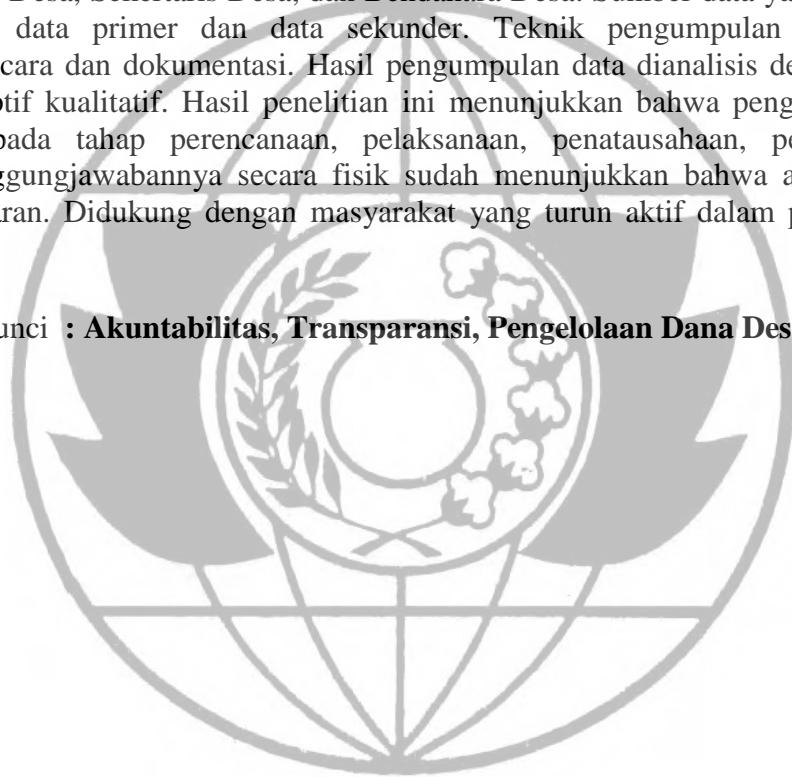 Desa, Sekertaris Desa, dan Bendahara Desa. Sumber data ya
data primer dan data sekunder. Teknik pengumpulan
cara dan dokumentasi. Hasil pengumpulan data dianalisis de
tif kualitatif. Hasil penelitian ini menunjukkan bahwa peng
pada tahap perencanaan, pelaksanaan, penatausahaan, pe
ggungjawabannya secara fisik sudah menunjukkan bahwa a
ran. Didukung dengan masyarakat yang turun aktif dalam p
unci : Akuntabilitas, Transparansi, Pengelolaan Dana Des